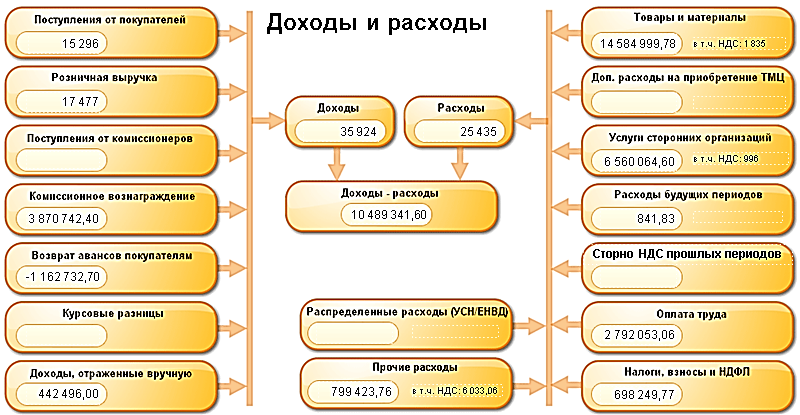 Доходы и расходы
Поступления от покупателей
15 296
Розничная выручка
17 477
Поступления от комиссионеров
Комиссионное вознаграждение
3 870 742,40
Возврат авансов покупателям
-1 162 732,70
Курсовые разницы
Доходы, отраженные вручную
442 496,00
Доходы
35 924
Расходы
25 435
Доходы - расходы
10 489 341,60
Распределенные расходы (УСН/ЕНВД)
Прочие расходы
799 423,76 в т.ч. НДС: 6 033,06
Товары и материалы
14 584 999,78 в т.ч. НДС: 1 835
Доп. расходы на приобретение ТМЦ
Услуги сторонних организаций
6 560 064,60 в т.ч. НДС: 996
Расходы будущих периодов
841,83
Сторно НДС прошлых периодов
Оплата труда
2 792 053,06
Налоги, взносы и НДФЛ
698 249,77